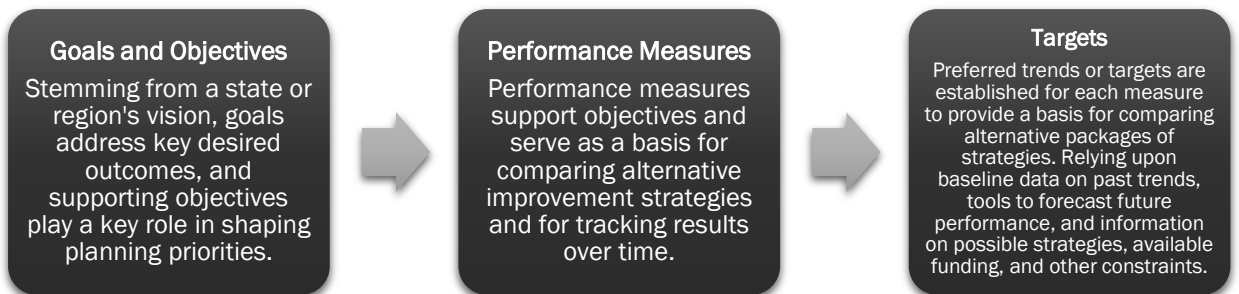 Goals and Objectives
Stemming from a state or
region's vision, goals
address key desired
outcomes, and
supporting objectives
play a key role in shaping
planning priorities.
Performance Measures
Performance measures
support objectives and
serve as a basis for
comparing alternative
improvement strategies
and for tracking results
over time.
Targets
Preferred trends or targets are
established for each measure
to provide a basis for comparing
alternative packages of
strategies. Relying upon
baseline data on past trends,
tools to forecast future
performance, and information
on possible strategies, available
funding, and other constraints.